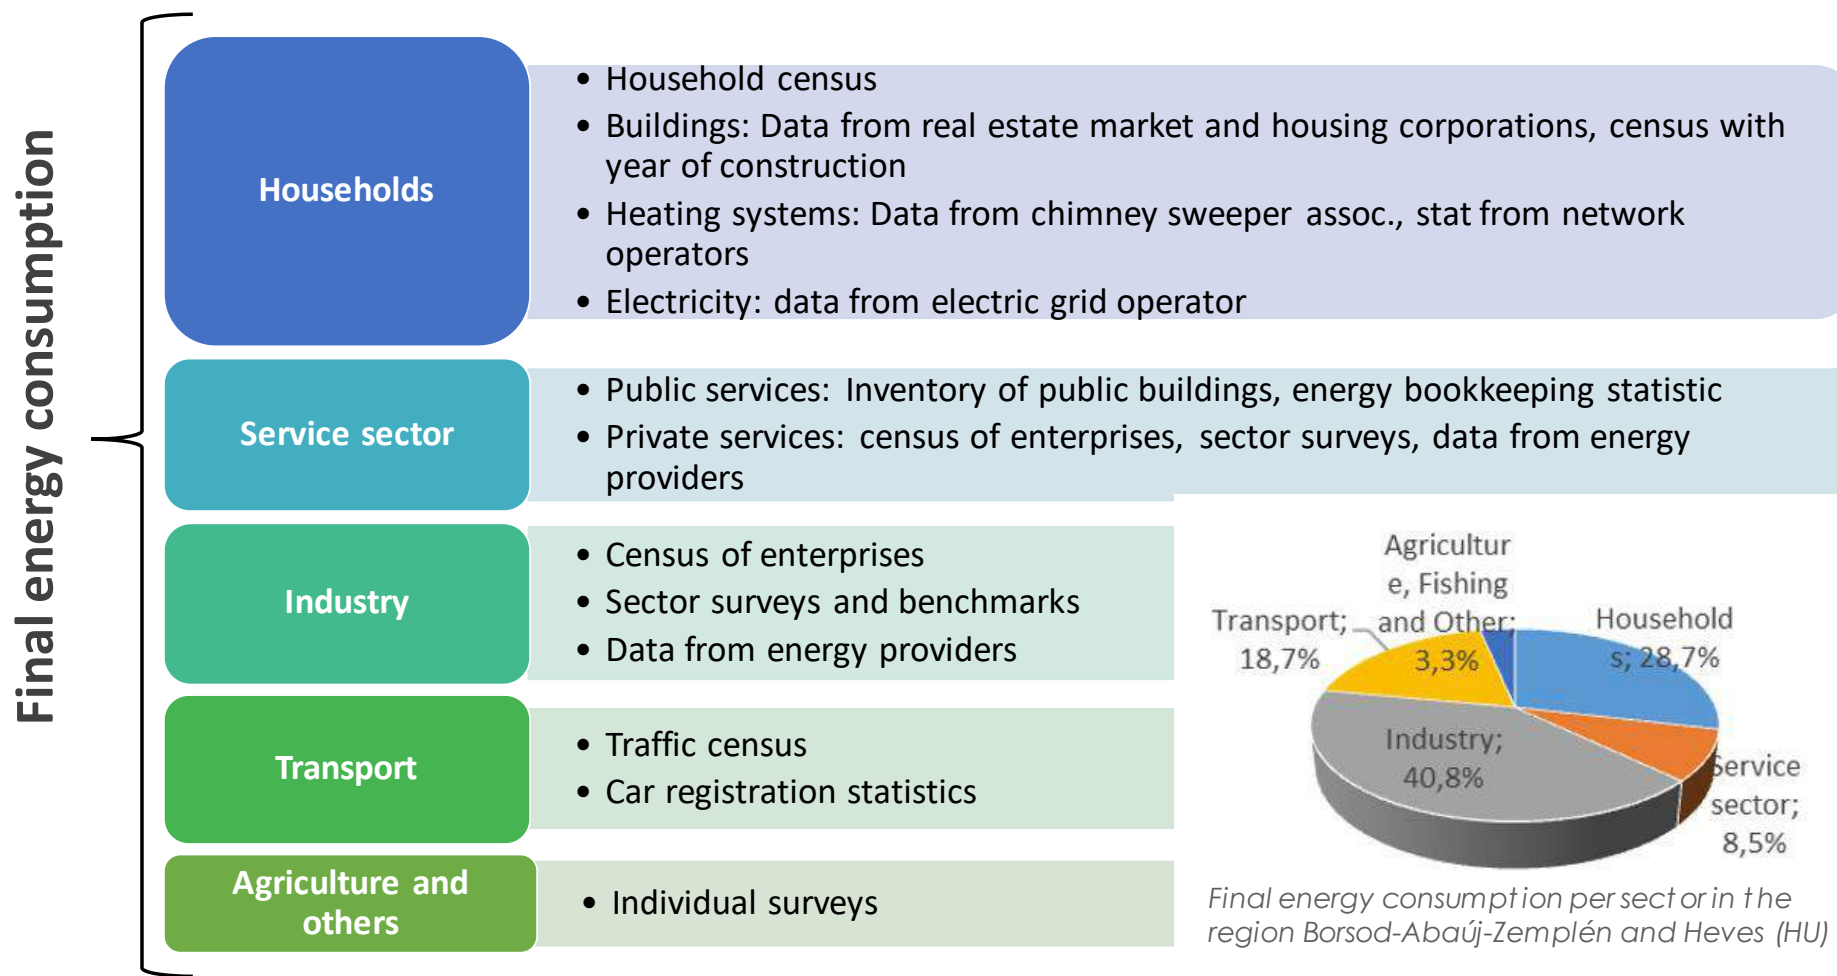 Final energy consumption
Households
• Household census
• Buildings: Data from real estate market and housing corporations, census with
year of construction
• Heating systems: Data from chimney sweeper assoc., stat from network
operators
• Electricity: data from electric grid operator
Service sector
• Public services: Inventory of public buildings, energy bookkeeping statistic
• Private services: census of enterprises, sector surveys, data from energy
providers
Industry
• Census of enterprises
• Sector surveys and benchmarks
• Data from energy providers
Transport
• Traffic census
• Car registration statistics
Agriculture and
others
• Individual surveys
Agricultur
e, Fishing
and Other;
3,3%
Transport;
18,7%
Household
s; 28,7%
Industry;
40,8%
Service
sector;
8,5%
Final energy consumption per sector in the
region Borsod-Abaúj-Zemplén and Heves (HU)